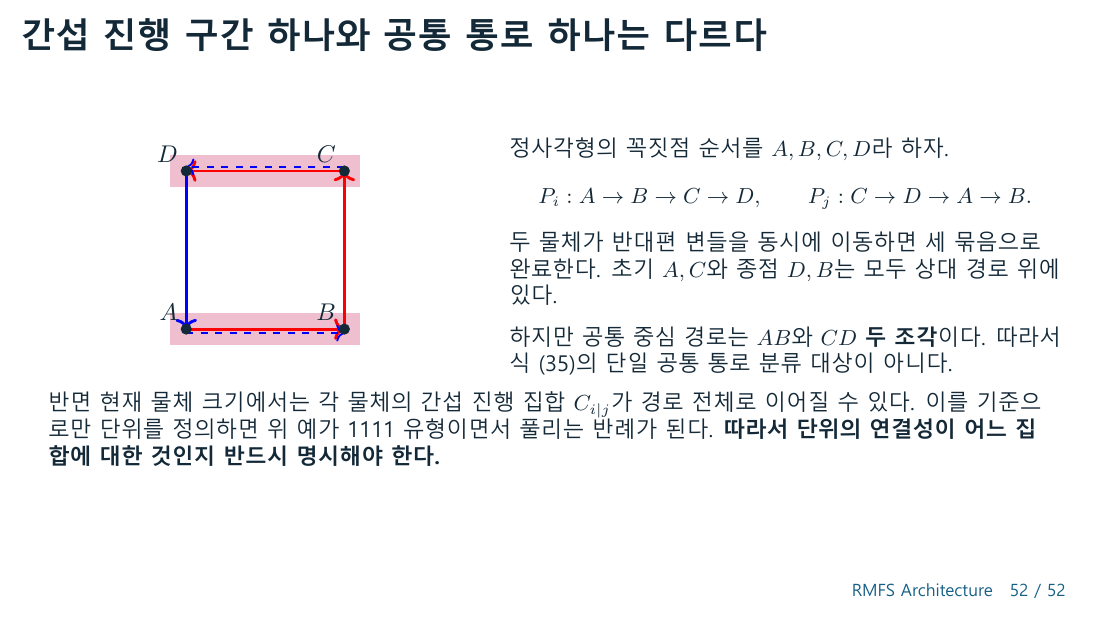 간섭 진행 구간 하나와 공통 통로 하나는 다르다
D
C
A
B
정사각형의 꼭짓점 순서를 A, B, C, D라 하자.
P_i : A → B → C → D,    P_j : C → D → A → B.
두 물체가 반대편 변들을 동시에 이동하면 세 묶음으로
완료한다. 초기 A, C와 종점 D, B는 모두 상대 경로 위에
있다.
하지만 공통 중심 경로는 AB와 CD 두 조각이다. 따라서
식 (35)의 단일 공통 통로 분류 대상이 아니다.
반면 현재 물체 크기에서는 각 물체의 간섭 진행 집합 C_{i|j}가 경로 전체로 이어질 수 있다. 이를 기준으
로만 단위를 정의하면 위 예가 1111 유형이면서 풀리는 반례가 된다. 따라서 단위의 연결성이 어느 집
합에 대한 것인지 반드시 명시해야 한다.
RMFS Architecture 52 / 52